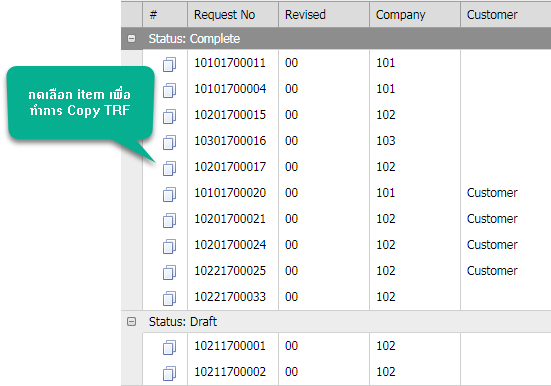 # Request No Revised Company Customer
Status: Complete
10101700011 00 101
10101700004 00 101
กดเลือก item เพื่อ
ทำการ Copy TRF
10201700015 00 102
10301700016 00 103
10201700017 00 102
10101700020 00 101 Customer
10201700021 00 102 Customer
10201700024 00 102 Customer
10221700025 00 102 Customer
10221700033 00 102
Status: Draft
10211700001 00 102
10211700002 00 102